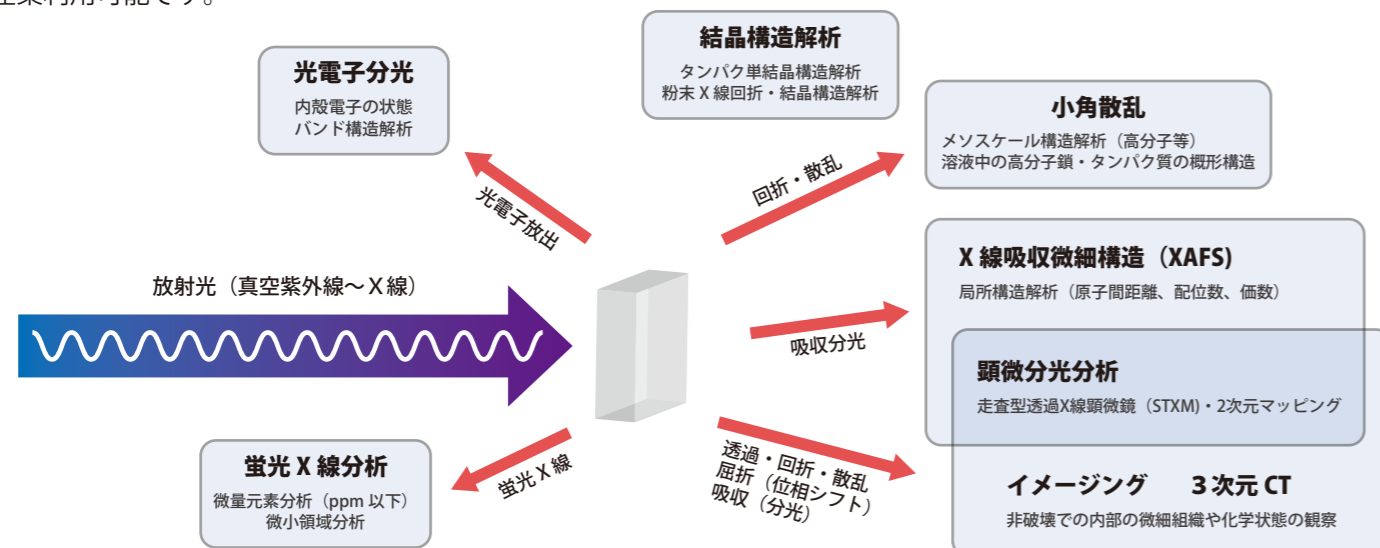 産業利用可能です。
光電子分光
内殻電子の状態
バンド構造解析
結晶構造解析
タンパク単結晶構造解析
粉末 X 線回折・結晶構造解析
小角散乱
メソスケール構造解析（高分子等）
溶液中の高分子鎖・タンパク質の概形構造
光電子放出
回折・散乱
放射光（真空紫外線～X 線）
X 線吸収微細構造（XAFS)
局所構造解析（原子間距離、配位数、価数）
吸収分光
顕微分光分析
走査型透過X線顕微鏡（STXM)・2次元マッピング
蛍光 X 線分析
微量元素分析（ppm 以下）
微小領域分析
蛍光 X 線
透過・回折・散乱
屈折（位相シフト）
吸収（分光）
イメージング　3 次元 CT
非破壊での内部の微細組織や化学状態の観察